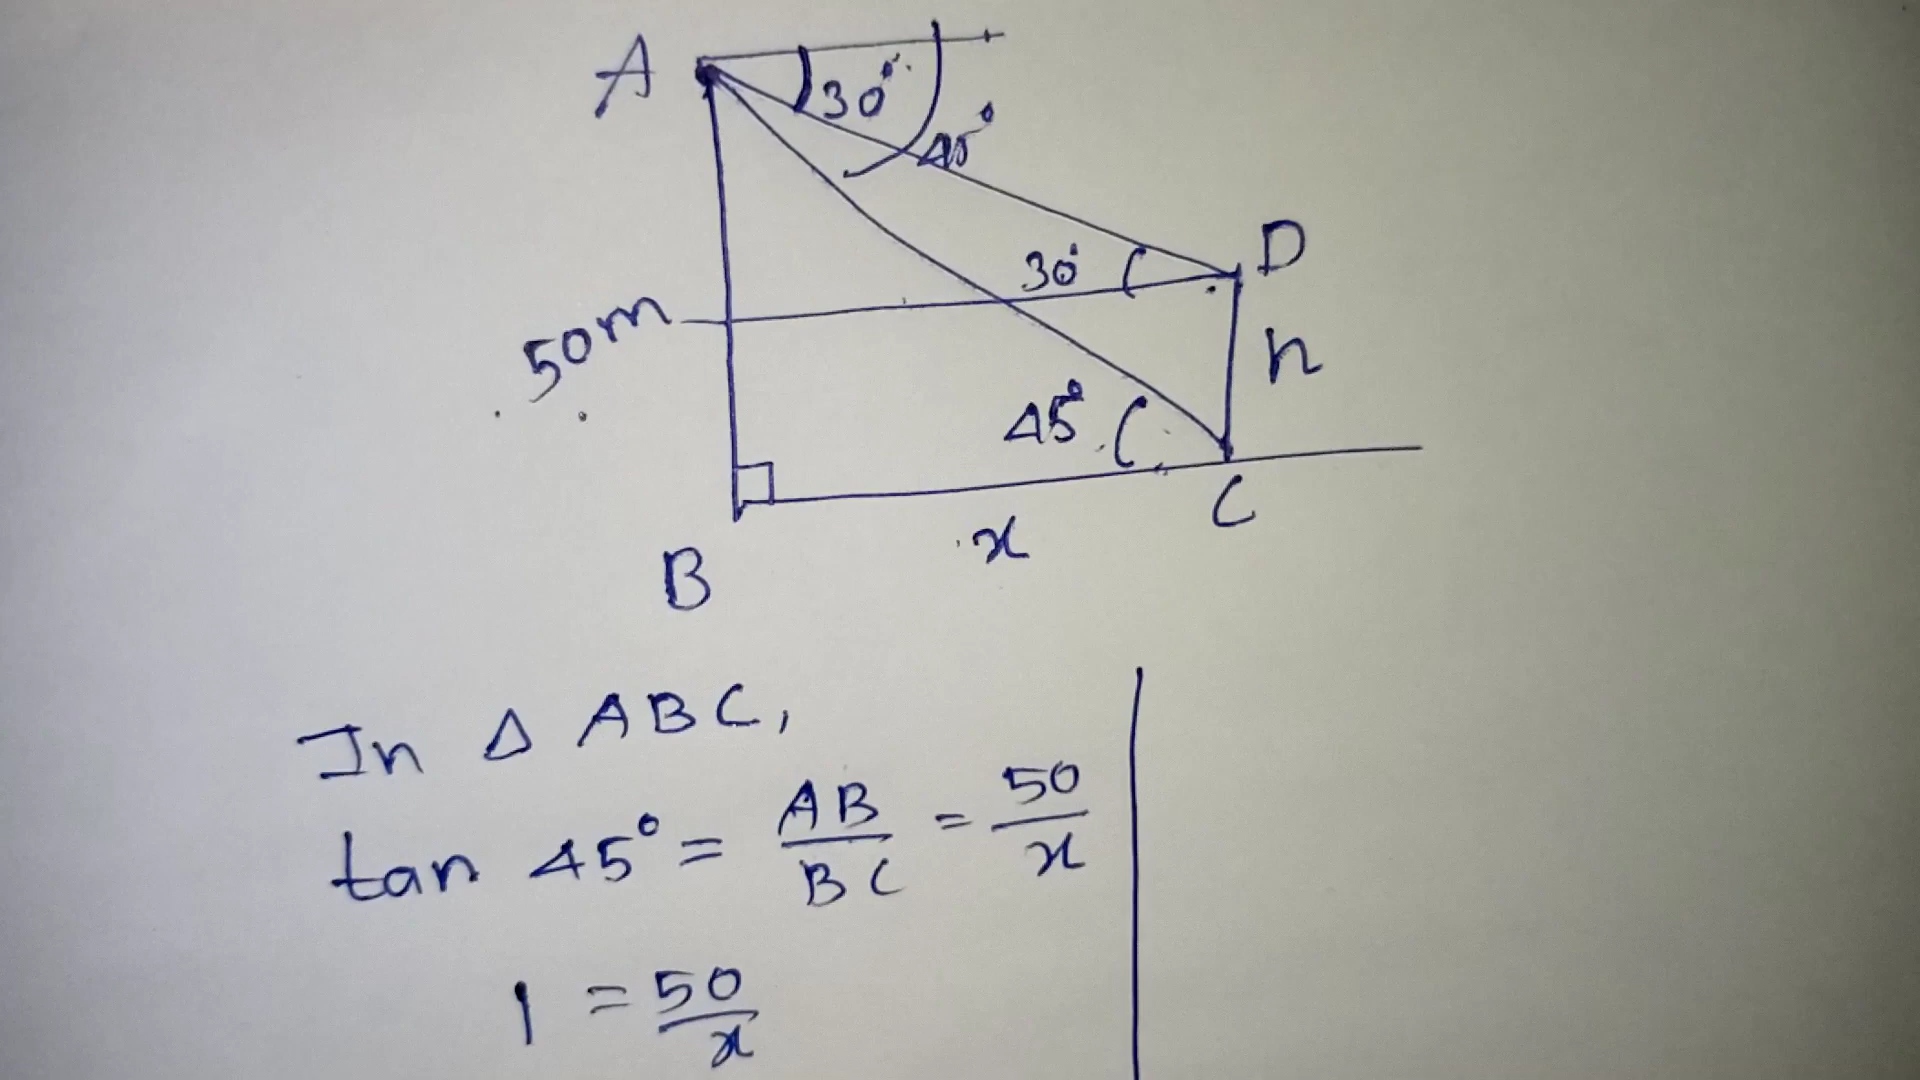 A
30°
45°
D
30°
50m
h
45°
C
x
B
In Δ ABC,
tan 45° = AB/BC = 50/x
1 = 50/x